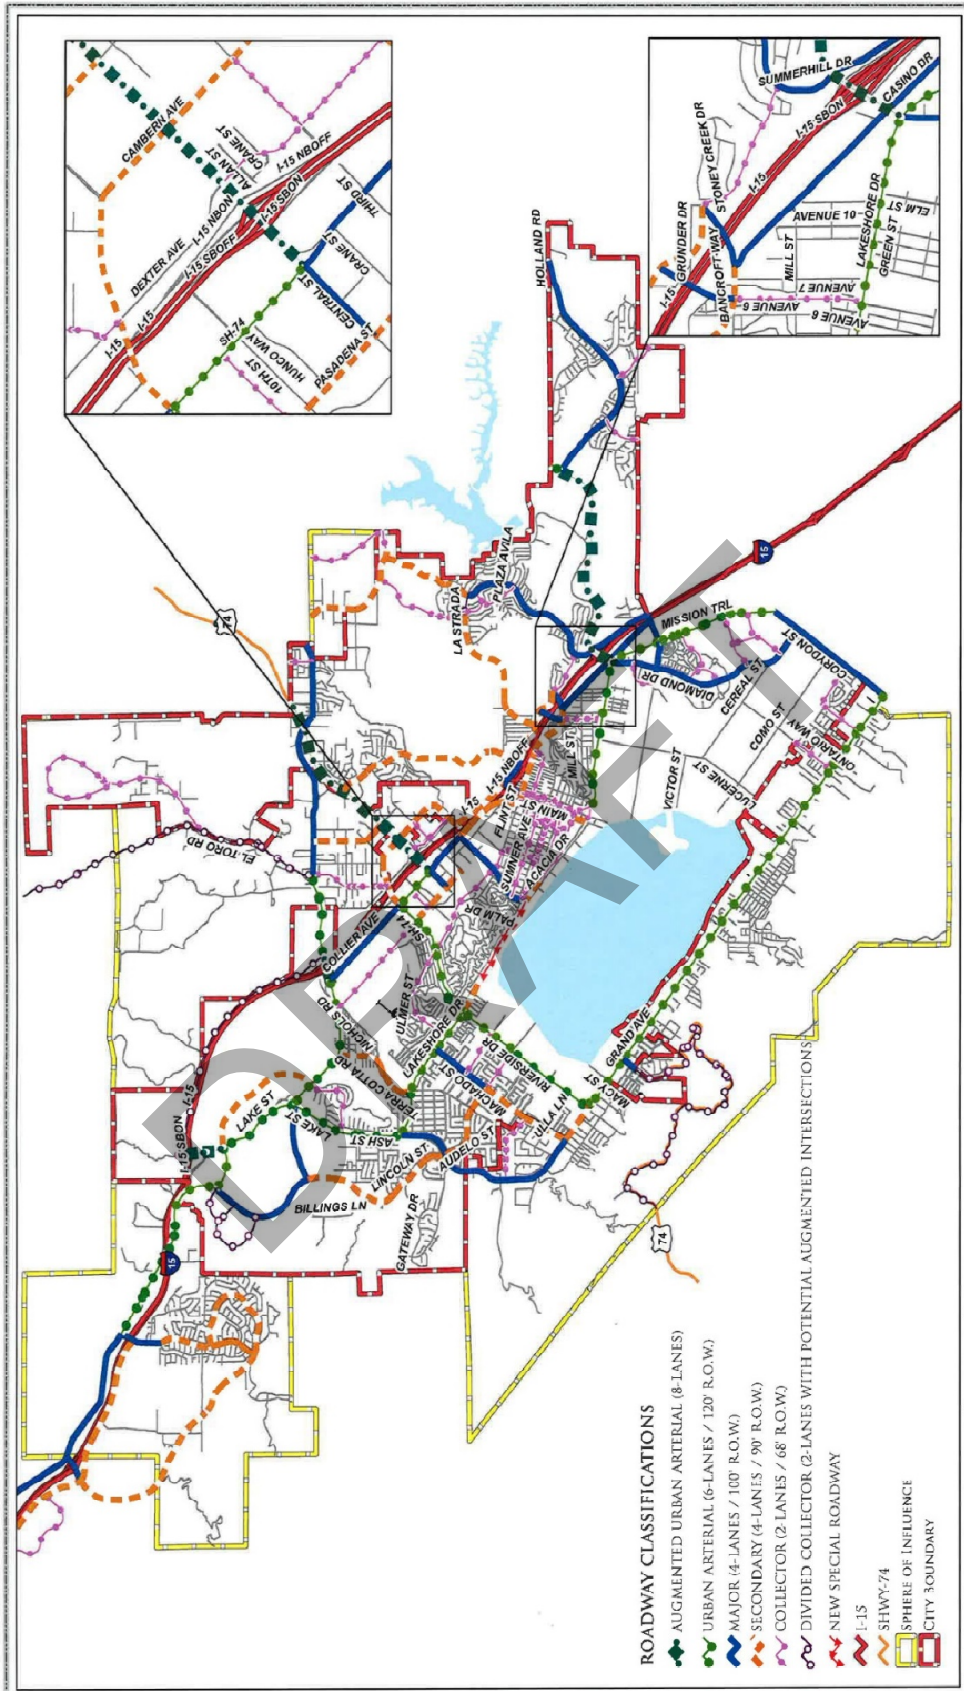 CAMBERN AVE
ALLAN ST
CRANE ST
I-15 NBOFF
I-15 SBON
I-15 NBON
I-15 SBOFF
DEXTER AVE
THIRD ST
CRANE ST
I-15
I-15
CENTRAL ST
SH-74
HUNCO WAY
10TH ST
PASADENA ST
SUMMERHILL DR
CASINO DR
STONEY CREEK DR
I-15 SBON
I-15
GRUNDER DR
BANCROFT WAY
I-15
AVENUE 10
MILL ST
LAKESHORE DR
GREEN ST
ELM ST
AVENUE 7
AVENUE 6
AVENUE 8
HOLLAND RD
74
LA STRADA
PLAZA AVILA
15
MISSION TRL
DIAMOND DR
CORYDON ST
CEREAL ST
COMO ST
ONTARIO WAY
LUCERNE ST
VICTOR ST
MILL ST
I-15 NBOFF
I-15
FLINT ST
MAIN ST
SUMNER AVE
ACACIA DR
PALM DR
EL TORO RD
COLLIER AVE
SH-74
NICHOLS RD
ULMER ST
LAKESHORE DR
RIVERSIDE DR
GRAND AVE
MACY ST
TERRA COTTA RD
MACHADO ST
ULLA LN
I-15
I-15 SBON
LAKE ST
LAKE ST
ASH ST
LINCOLN ST
AUDELO ST
BILLINGS LN
GATEWAY DR
15
74
DRAFT
ROADWAY CLASSIFICATIONS
AUGMENTED URBAN ARTERIAL (8-LANES)
URBAN ARTERIAL (6-LANES / 120' R.O.W.)
MAJOR (4-LANES / 100' R.O.W.)
SECONDARY (4-LANES / 90' R.O.W.)
COLLECTOR (2-LANES / 68' R.O.W.)
DIVIDED COLLECTOR (2-LANES WITH POTENTIAL AUGMENTED INTERSECTIONS)
NEW SPECIAL ROADWAY
I-15
SHWY-74
SPHERE OF INFLUENCE
CITY BOUNDARY